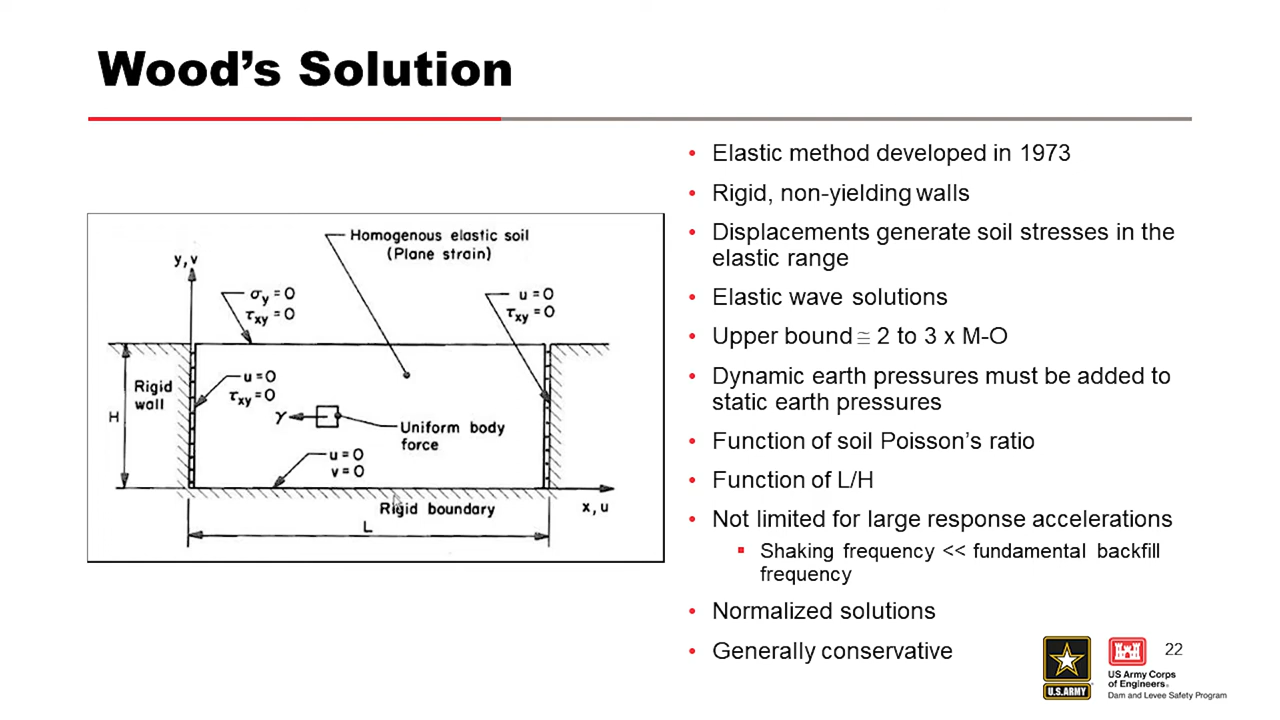 Wood's Solution
Homogenous elastic soil
(Plane strain)
y, v
σy = 0
τxy = 0
u = 0
τxy = 0
Rigid
wall
u = 0
τxy = 0
H
γ
Uniform body
force
u = 0
v = 0
Rigid boundary
x, u
L
• Elastic method developed in 1973
• Rigid, non-yielding walls
• Displacements generate soil stresses in the
elastic range
• Elastic wave solutions
• Upper bound ≅ 2 to 3 x M-O
• Dynamic earth pressures must be added to
static earth pressures
• Function of soil Poisson's ratio
• Function of L/H
• Not limited for large response accelerations
▪ Shaking frequency << fundamental backfill
frequency
• Normalized solutions
• Generally conservative
U.S.ARMY
US Army Corps
of Engineers®
Dam and Levee Safety Program
22